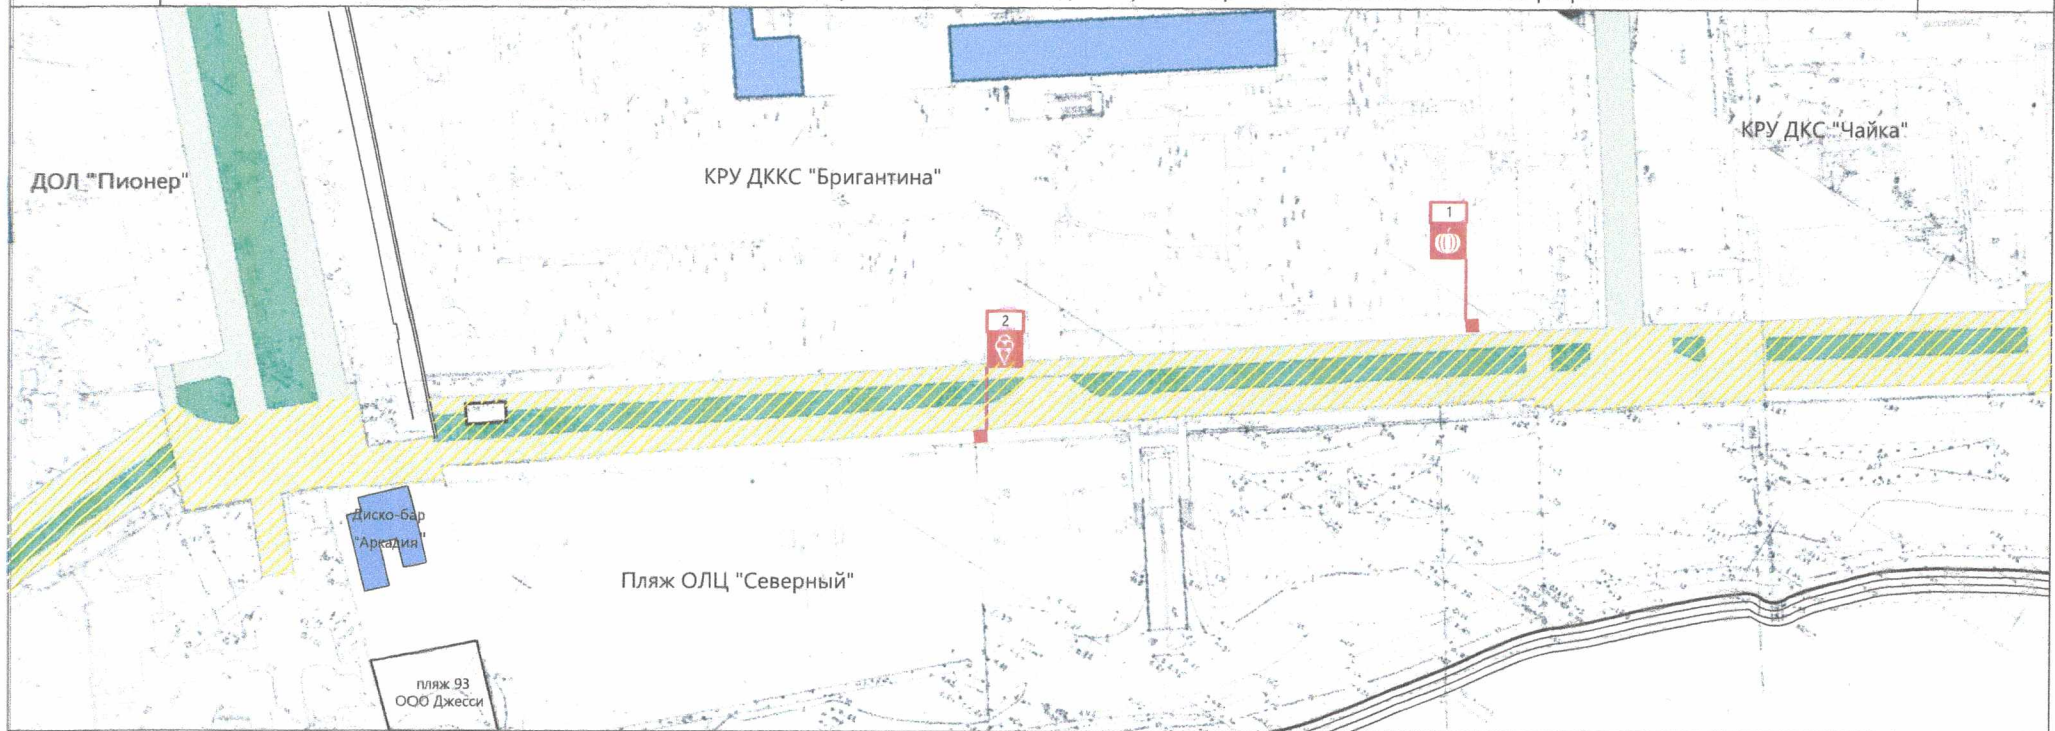 КРУ ДКС "Чайка"
ДОЛ "Пионер"
КРУ ДККС "Бригантина"
1
2
Диско-бар
"Аркадия"
Пляж ОЛЦ "Северный"
пляж 93
ООО Джесси